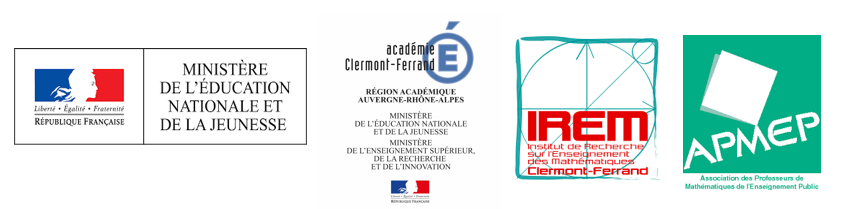 Liberté • Égalité • Fraternité
RÉPUBLIQUE FRANÇAISE
MINISTÈRE
DE L'ÉDUCATION
NATIONALE ET
DE LA JEUNESSE
académie
Clermont-Ferrand
É
RÉGION ACADÉMIQUE
AUVERGNE-RHÔNE-ALPES
MINISTÈRE
DE L'ÉDUCATION NATIONALE
ET DE LA JEUNESSE
MINISTÈRE
DE L'ENSEIGNEMENT SUPÉRIEUR,
DE LA RECHERCHE
ET DE L'INNOVATION
RÉPUBLIQUE FRANÇAISE
IREM
Institut de Recherche
sur l'Enseignement
des Mathématiques
Clermont-Ferrand
APMEP
Association des Professeurs de
Mathématiques de l'Enseignement Public